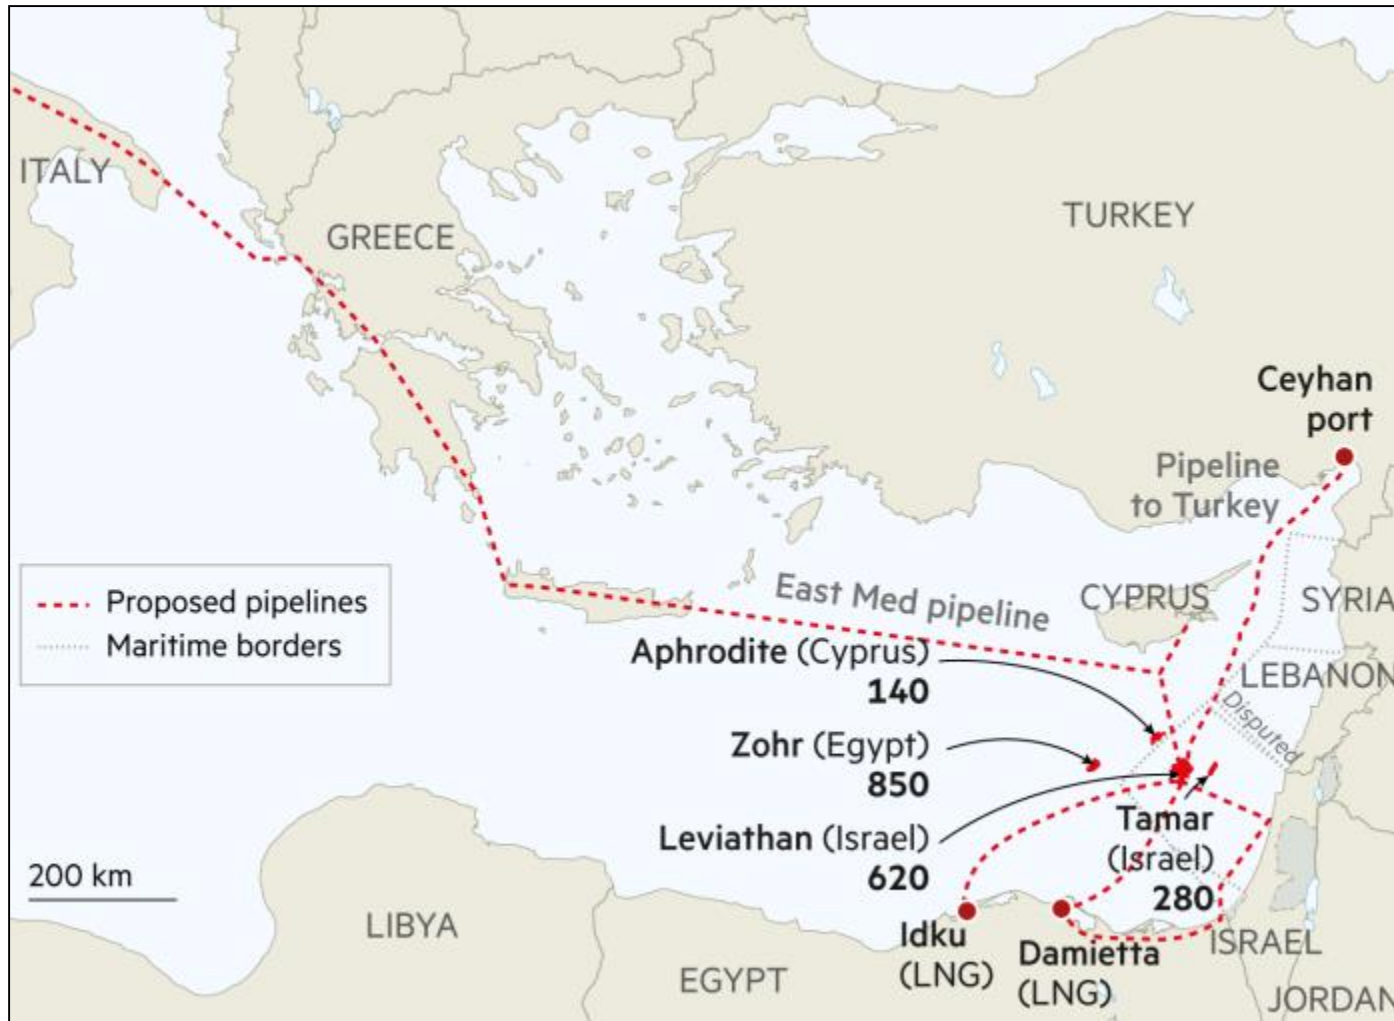 ITALY
GREECE
TURKEY
Ceyhan
port
Pipeline
to Turkey
Proposed pipelines
Maritime borders
East Med pipeline
CYPRUS
SYRIA
Aphrodite (Cyprus)
140
LEBANON
Disputed
Zohr (Egypt)
850
Leviathan (Israel)
620
Tamar
(Israel)
280
200 km
LIBYA
EGYPT
Idku
(LNG)
Damietta
(LNG)
ISRAEL
JORDAN